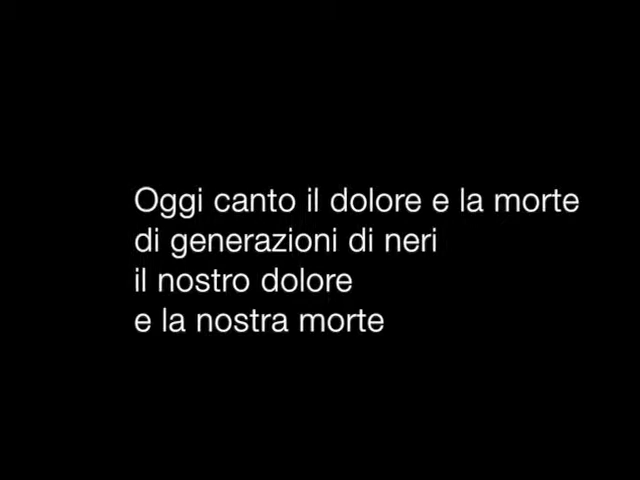 Oggi canto il dolore e la morte
di generazioni di neri
il nostro dolore
e la nostra morte